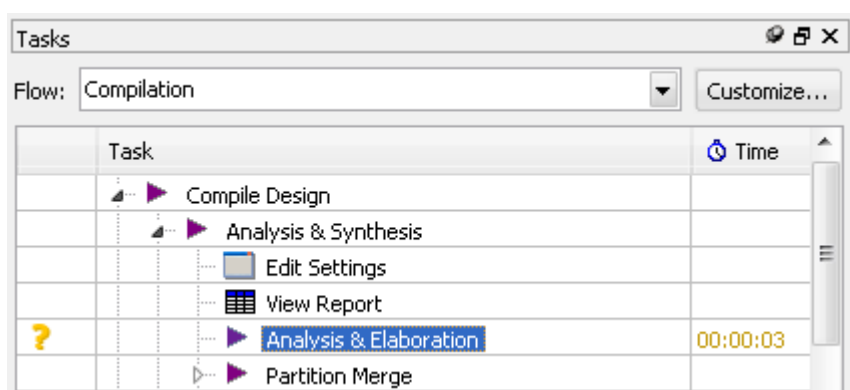 Tasks
Flow: Compilation Customize...
Task Time
Compile Design
Analysis & Synthesis
Edit Settings
View Report
? Analysis & Elaboration 00:00:03
Partition Merge